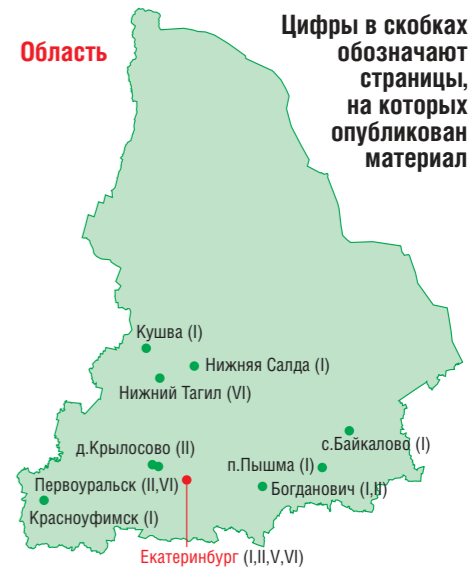 Область
Цифры в скобках
обозначают
страницы,
на которых
опубликован
материал
Кушва (I)
Нижняя Салда (I)
Нижний Тагил (VI)
д.Крылосово (II)
с.Байкалово (I)
п.Пышма (I)
Первоуральск (II,VI)
Богданович (I,II)
Красноуфимск (I)
Екатеринбург (I,II,V,VI)